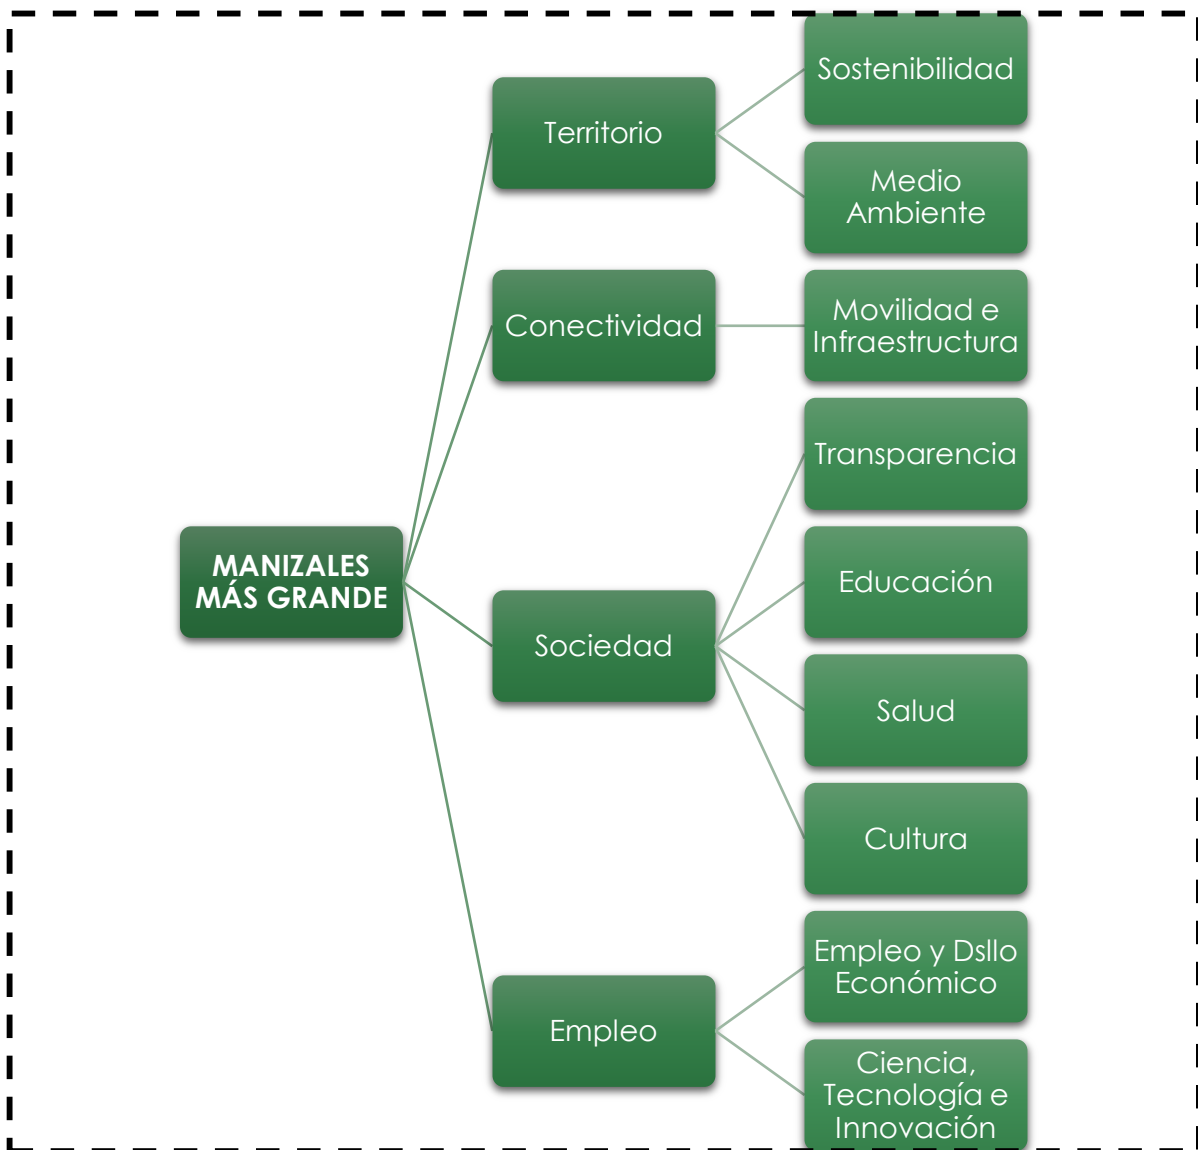 MANIZALES
MÁS GRANDE
Territorio
Sostenibilidad
Medio
Ambiente
Conectividad
Movilidad e
Infraestructura
Sociedad
Transparencia
Educación
Salud
Cultura
Empleo
Empleo y Dsllo
Económico
Ciencia,
Tecnología e
Innovación